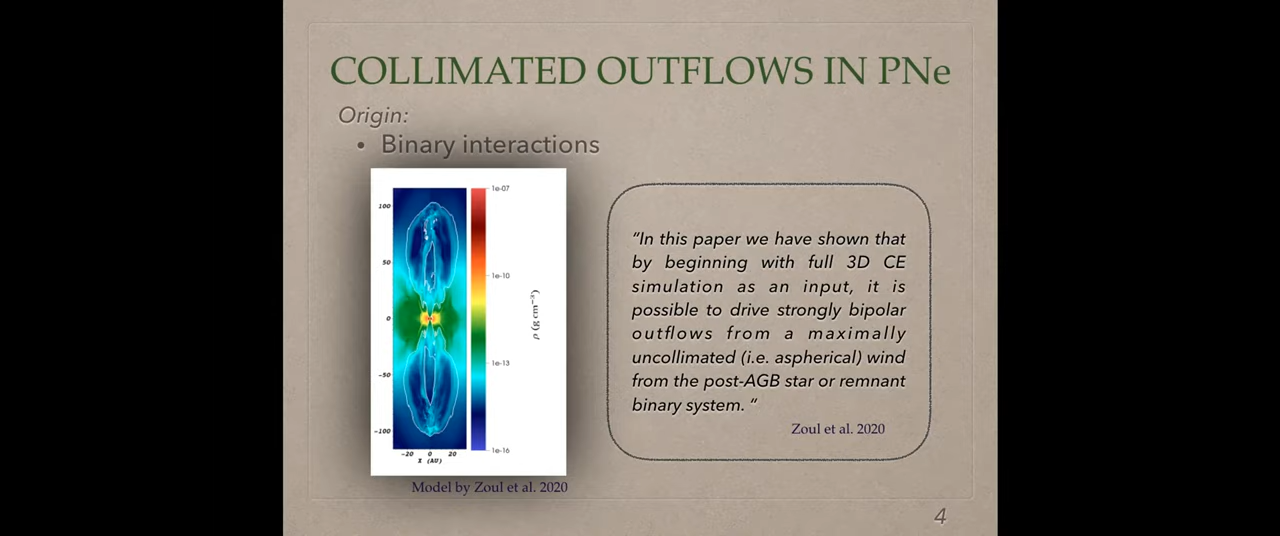 COLLIMATED OUTFLOWS IN PNe
Origin:
• Binary interactions
100
50
0
−50
−100
−20 0 20
X (AU)
1e-07
1e-10
1e-13
1e-16
ρ (g cm⁻³)
Model by Zoul et al. 2020
“In this paper we have shown that
by beginning with full 3D CE
simulation as an input, it is
possible to drive strongly bipolar
outflows from a maximally
uncollimated (i.e. aspherical) wind
from the post-AGB star or remnant
binary system. ”
Zoul et al. 2020
4